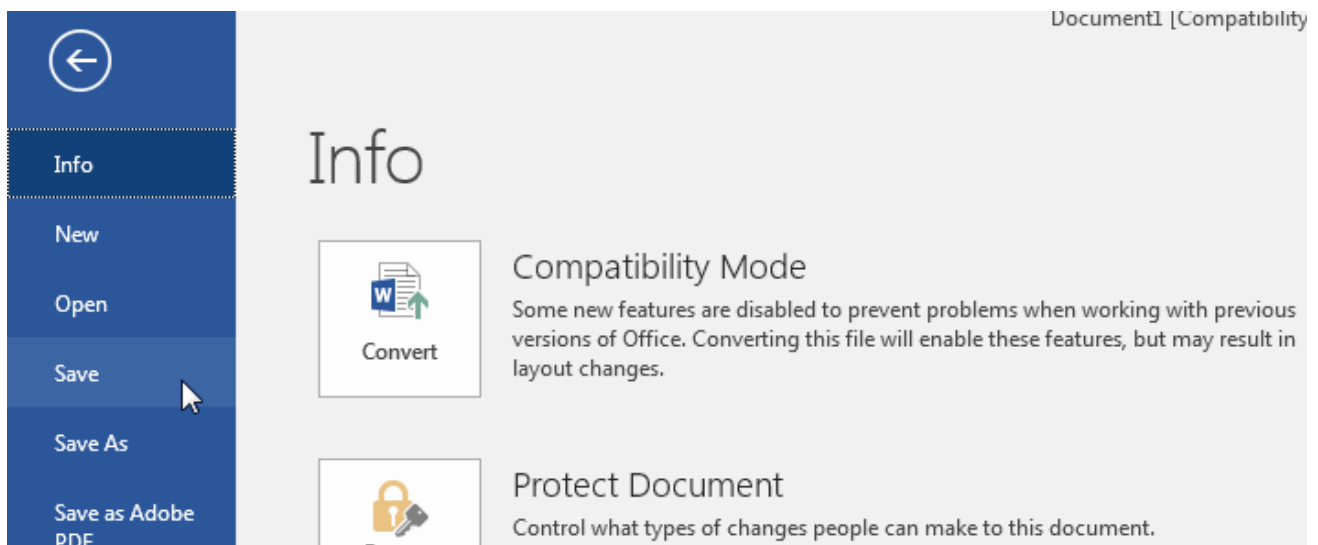 Document1 [Compatibility
Info
New
Open
Save
Save As
Save as Adobe
PDF
Info
Convert
Compatibility Mode
Some new features are disabled to prevent problems when working with previous
versions of Office. Converting this file will enable these features, but may result in
layout changes.
Protect Document
Control what types of changes people can make to this document.